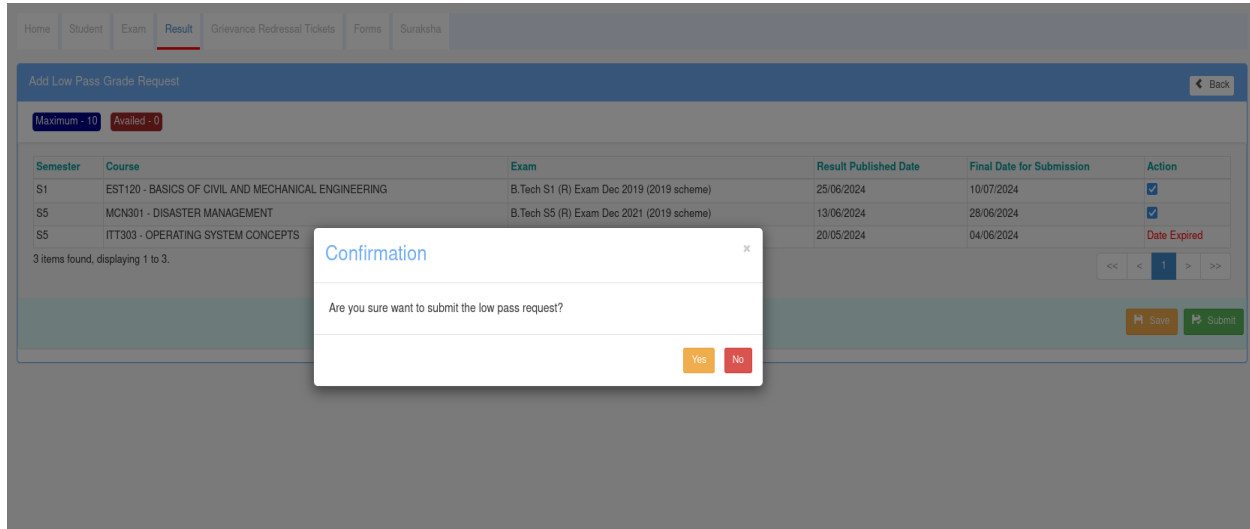 Home Student Exam Result Grievance Redressal Tickets Forms Suraksha
Add Low Pass Grade Request Back
Maximum - 10 Availed - 0
Semester Course Exam Result Published Date Final Date for Submission Action
S1 EST120 - BASICS OF CIVIL AND MECHANICAL ENGINEERING B.Tech S1 (R) Exam Dec 2019 (2019 scheme) 25/06/2024 10/07/2024
S5 MCN301 - DISASTER MANAGEMENT B.Tech S5 (R) Exam Dec 2021 (2019 scheme) 13/06/2024 28/06/2024
S5 ITT303 - OPERATING SYSTEM CONCEPTS 20/05/2024 04/06/2024 Date Expired
3 items found, displaying 1 to 3. << < 1 > >>
Save Submit
Confirmation ×
Are you sure want to submit the low pass request?
Yes No